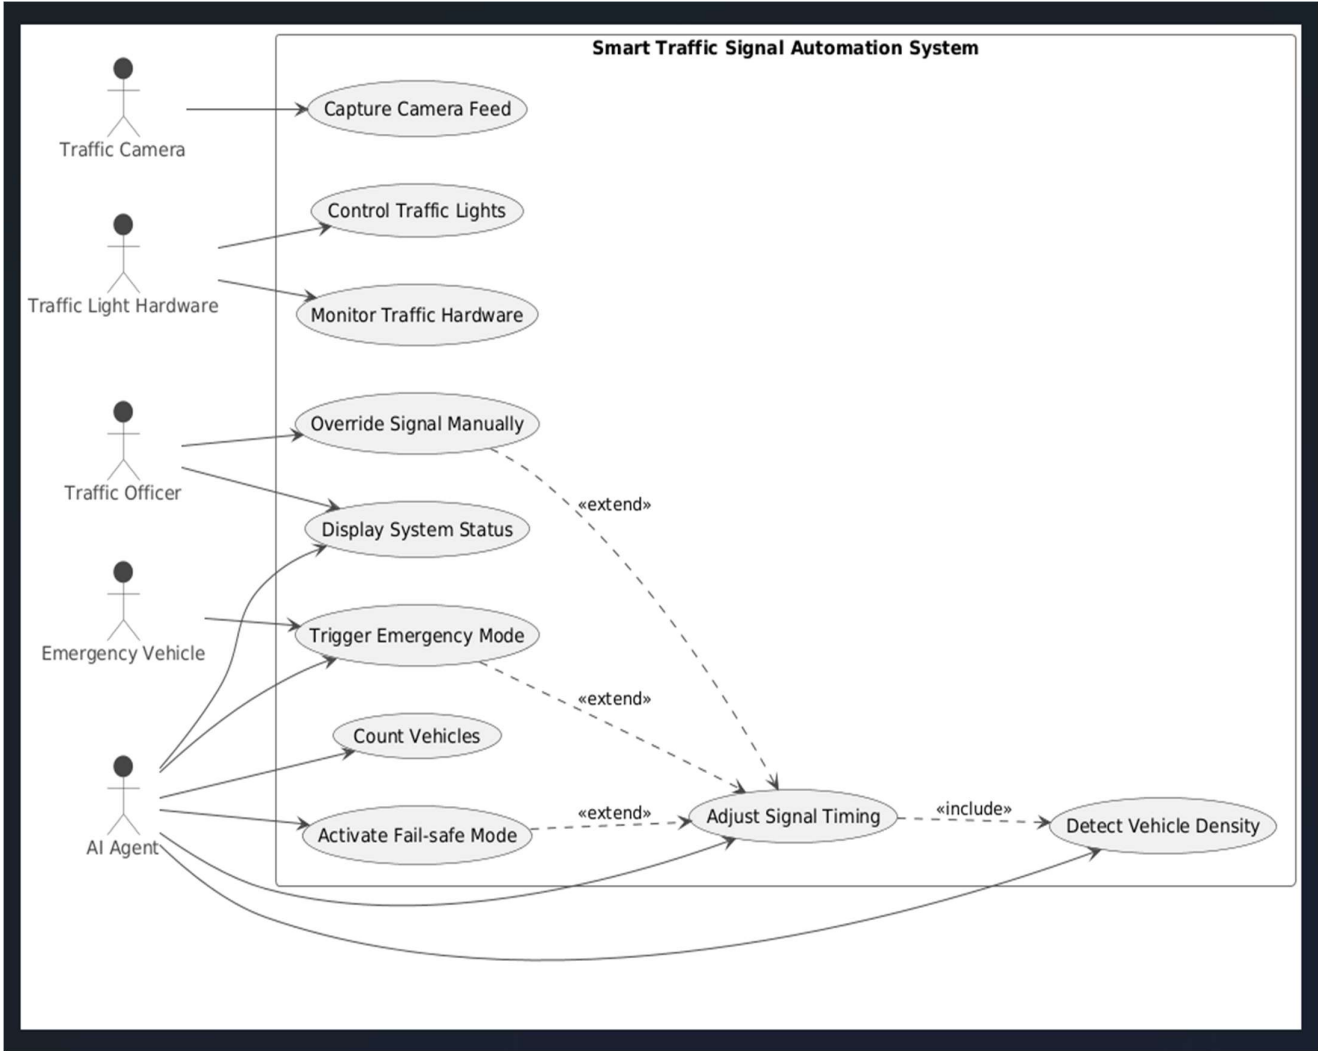 Smart Traffic Signal Automation System
Traffic Camera
Capture Camera Feed
Control Traffic Lights
Traffic Light Hardware
Monitor Traffic Hardware
Override Signal Manually
Traffic Officer
«extend»
Display System Status
Emergency Vehicle
Trigger Emergency Mode
«extend»
Count Vehicles
AI Agent
Activate Fail-safe Mode
«extend»
Adjust Signal Timing
«include»
Detect Vehicle Density